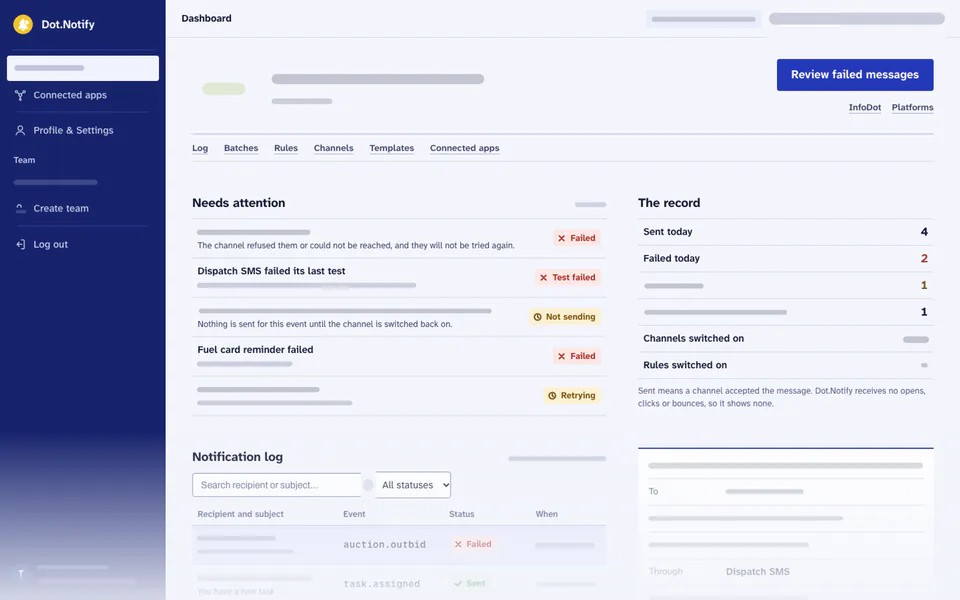 Dot.Notify
Dashboard
Connected apps
Profile & Settings
Team
Create team
Log out
Review failed messages
InfoDot Platforms
Log Batches Rules Channels Templates Connected apps
Needs attention
Failed
The channel refused them or could not be reached, and they will not be tried again.
Dispatch SMS failed its last test
Test failed
Not sending
Nothing is sent for this event until the channel is switched back on.
Fuel card reminder failed
Failed
Retrying
The record
Sent today 4
Failed today 2
1
1
Channels switched on
Rules switched on
Sent means a channel accepted the message. Dot.Notify receives no opens,
clicks or bounces, so it shows none.
Notification log
Search recipient or subject...
All statuses
Recipient and subject Event Status When
auction.outbid Failed
task.assigned Sent
You have a new task
To
Through Dispatch SMS